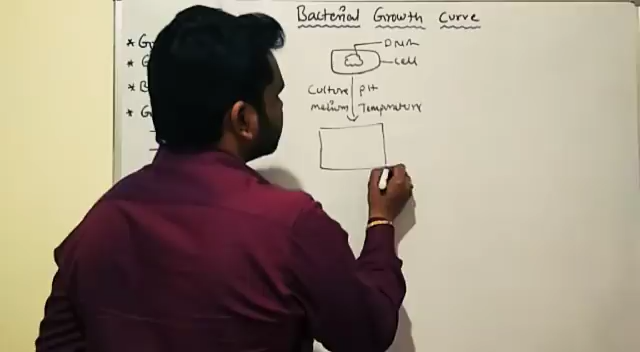 Bacterial Growth Curve
DNA
cell
Culture PH
medium Temperature
* G
* G
* B
* G